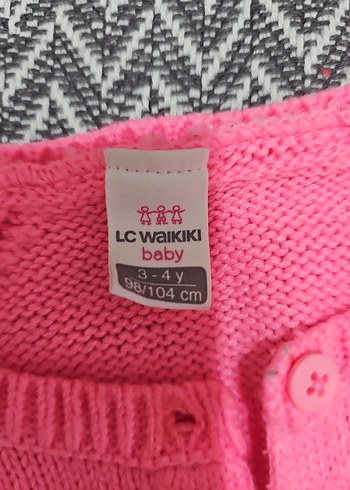 LC WAIKIKI
baby
3 - 4 y
98/104 cm